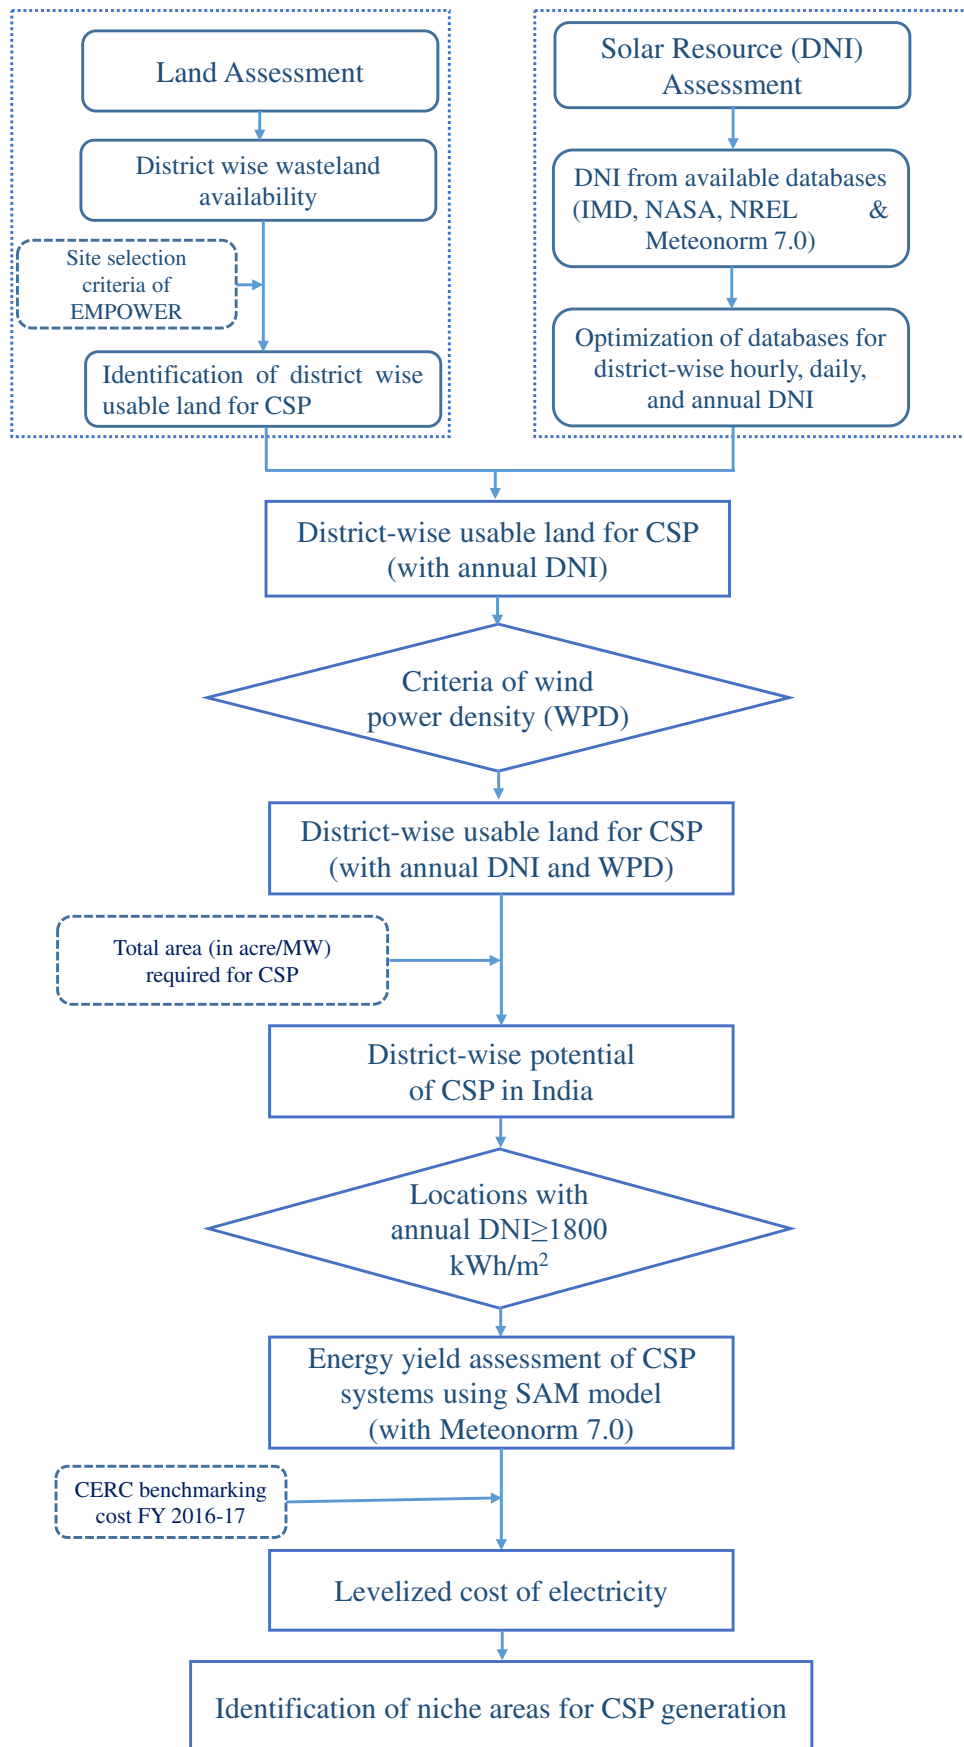 Land Assessment
District wise wasteland
availability
Site selection
criteria of
EMPOWER
Identification of district wise
usable land for CSP
Solar Resource (DNI)
Assessment
DNI from available databases
(IMD, NASA, NREL &
Meteonorm 7.0)
Optimization of databases for
district-wise hourly, daily,
and annual DNI
District-wise usable land for CSP
(with annual DNI)
Criteria of wind
power density (WPD)
District-wise usable land for CSP
(with annual DNI and WPD)
Total area (in acre/MW)
required for CSP
District-wise potential
of CSP in India
Locations with
annual DNI≥1800
kWh/m²
Energy yield assessment of CSP
systems using SAM model
(with Meteonorm 7.0)
CERC benchmarking
cost FY 2016-17
Levelized cost of electricity
Identification of niche areas for CSP generation